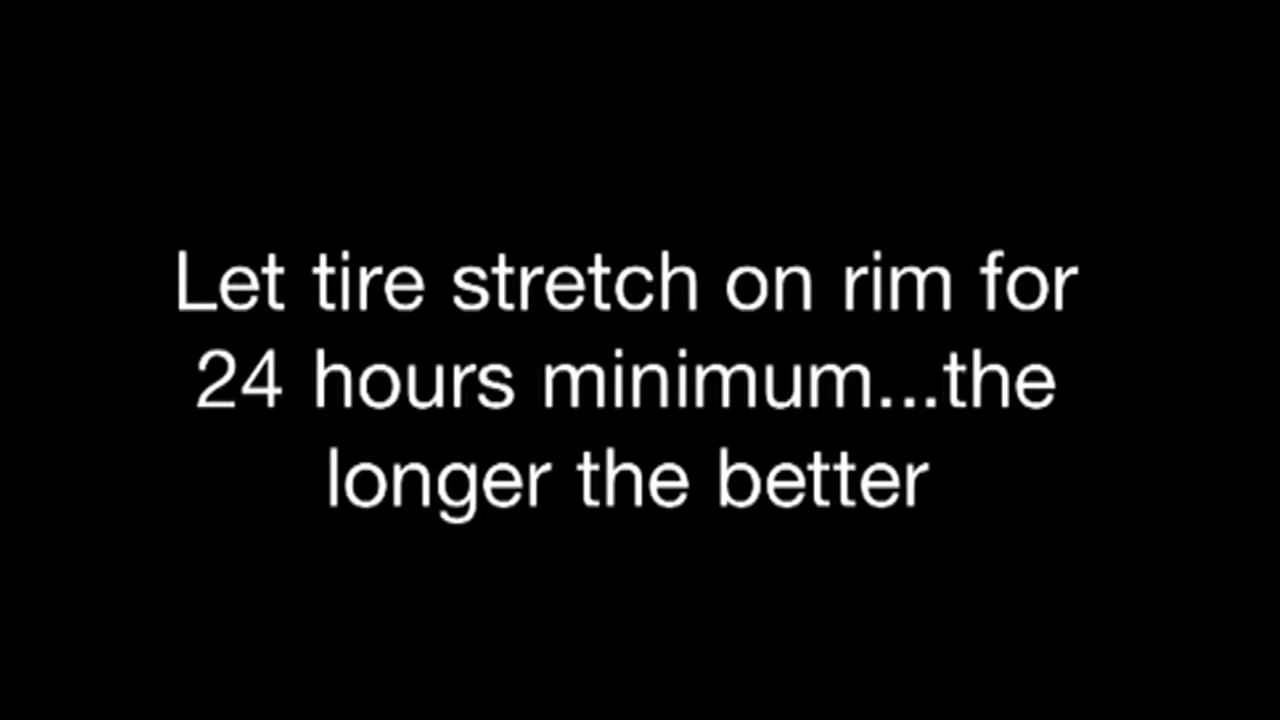 Let tire stretch on rim for
24 hours minimum...the
longer the better